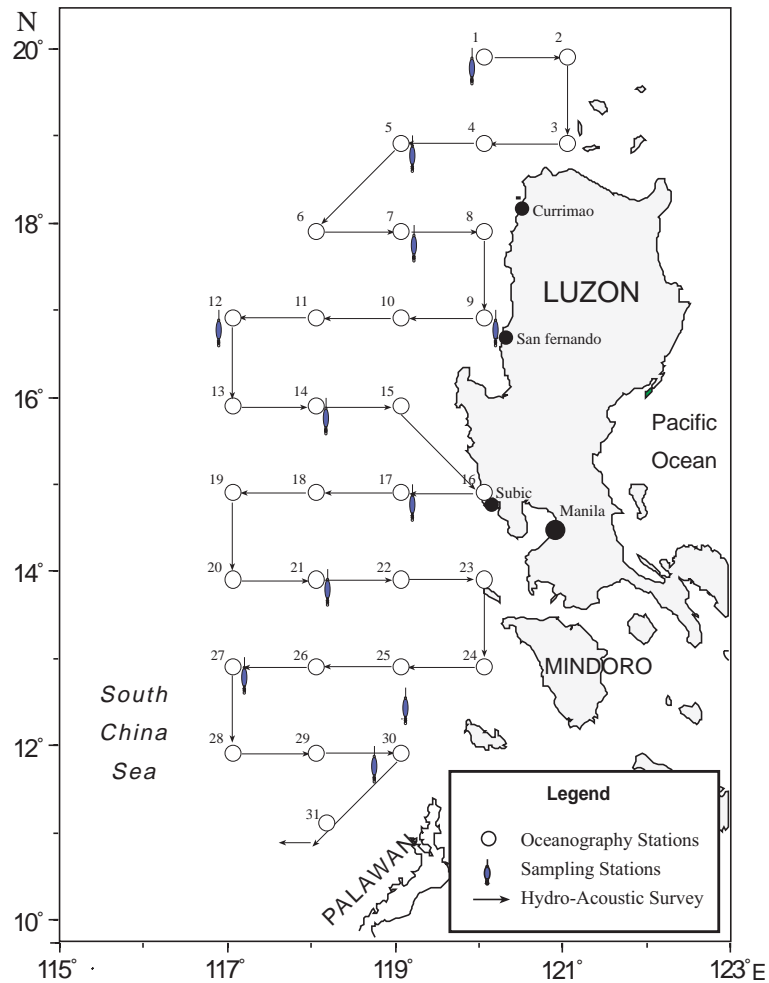 N
20°
1
2
5
4
3
18°
6
7
8
Currimao
LUZON
12
11
10
9
San fernando
16°
13
14
15
Pacific
Ocean
19
18
17
16
Subic
Manila
14°
20
21
22
23
27
26
25
24
MINDORO
South
China
Sea
12°
28
29
30
31
PALAWAN
Legend
Oceanography Stations
Sampling Stations
Hydro-Acoustic Survey
10°
115°
117°
119°
121°
123°E